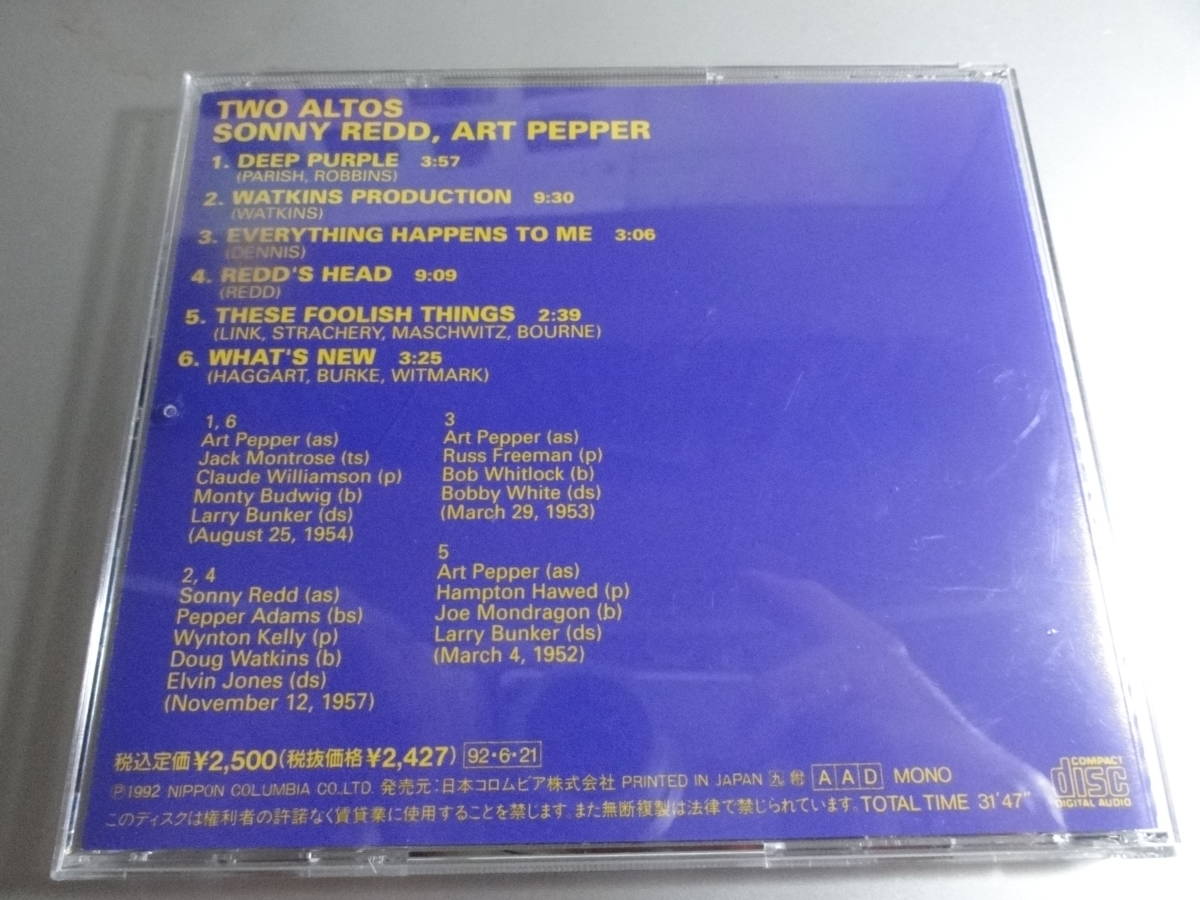 TWO ALTOS
SONNY REDD, ART PEPPER
1. DEEP PURPLE 3:57
(PARISH, ROBBINS)
2. WATKINS PRODUCTION 9:30
(WATKINS)
3. EVERYTHING HAPPENS TO ME 3:06
(DENNIS)
4. REDD'S HEAD 9:09
(REDD)
5. THESE FOOLISH THINGS 2:39
(LINK, STRACHERY, MASCHWITZ, BOURNE)
6. WHAT'S NEW 3:25
(HAGGART, BURKE, WITMARK)
1, 6
Art Pepper (as)
Jack Montrose (ts)
Claude Williamson (p)
Monty Budwig (b)
Larry Bunker (ds)
(August 25, 1954)
2, 4
Sonny Redd (as)
Pepper Adams (bs)
Wynton Kelly (p)
Doug Watkins (b)
Elvin Jones (ds)
(November 12, 1957)
3
Art Pepper (as)
Russ Freeman (p)
Bob Whitlock (b)
Bobby White (ds)
(March 29, 1953)
5
Art Pepper (as)
Hampton Hawed (p)
Joe Mondragon (b)
Larry Bunker (ds)
(March 4, 1952)
税込定価¥2,500(税抜価格¥2,427) 92・6・21
℗1992 NIPPON COLUMBIA CO.,LTD. 発売元:日本コロムビア株式会社 PRINTED IN JAPAN 九 A A D MONO
このディスクは権利者の許諾なく賃貸業に使用することを禁じます。また無断複製は法律で禁じられています。TOTAL TIME 31'47"
COMPACT
disc
DIGITAL AUDIO